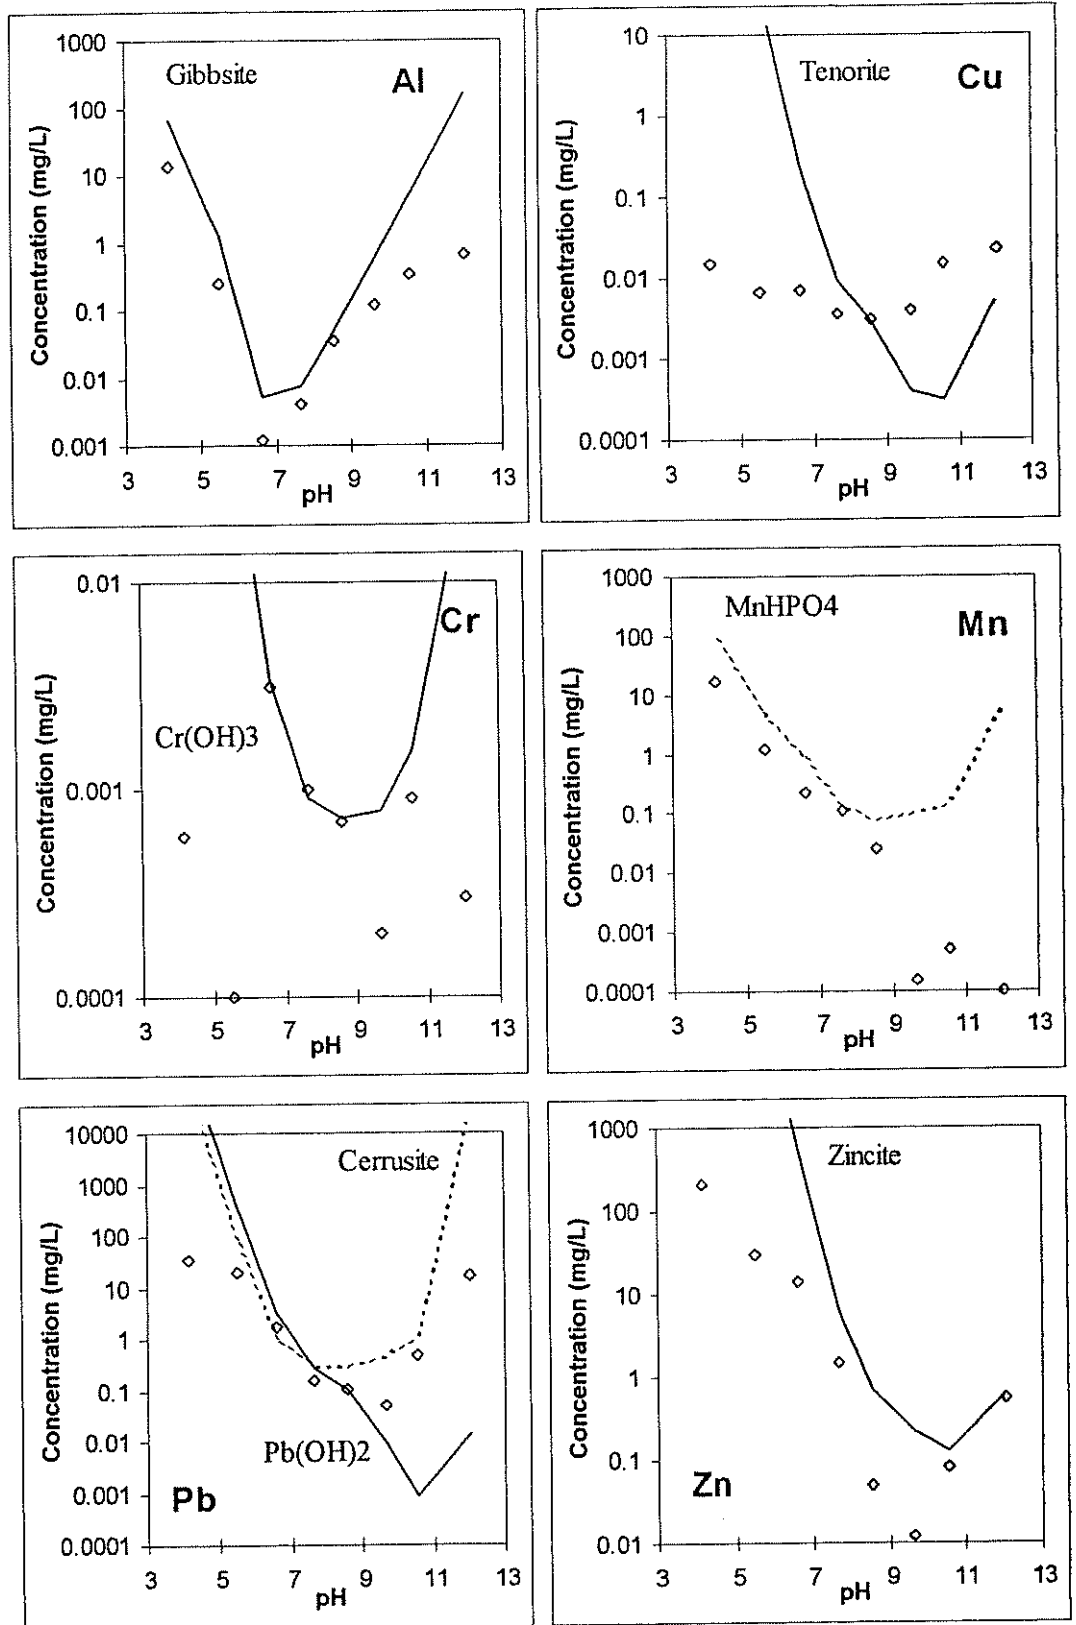 1000
100
10
1
0.1
0.01
0.001
Concentration (mg/L)
Gibbsite
Al
3 5 7 9 11 13
pH
10
1
0.1
0.01
0.001
0.0001
Concentration (mg/L)
Tenorite
Cu
3 5 7 9 11 13
pH
0.01
0.001
0.0001
Concentration (mg/L)
Cr
Cr(OH)3
3 5 7 9 11 13
pH
1000
100
10
1
0.1
0.01
0.001
0.0001
Concentration (mg/L)
MnHPO4
Mn
3 5 7 9 11 13
pH
10000
1000
100
10
1
0.1
0.01
0.001
0.0001
Concentration (mg/L)
Cerrusite
Pb(OH)2
Pb
3 5 7 9 11 13
pH
1000
100
10
1
0.1
0.01
Concentration (mg/L)
Zincite
Zn
3 5 7 9 11 13
pH